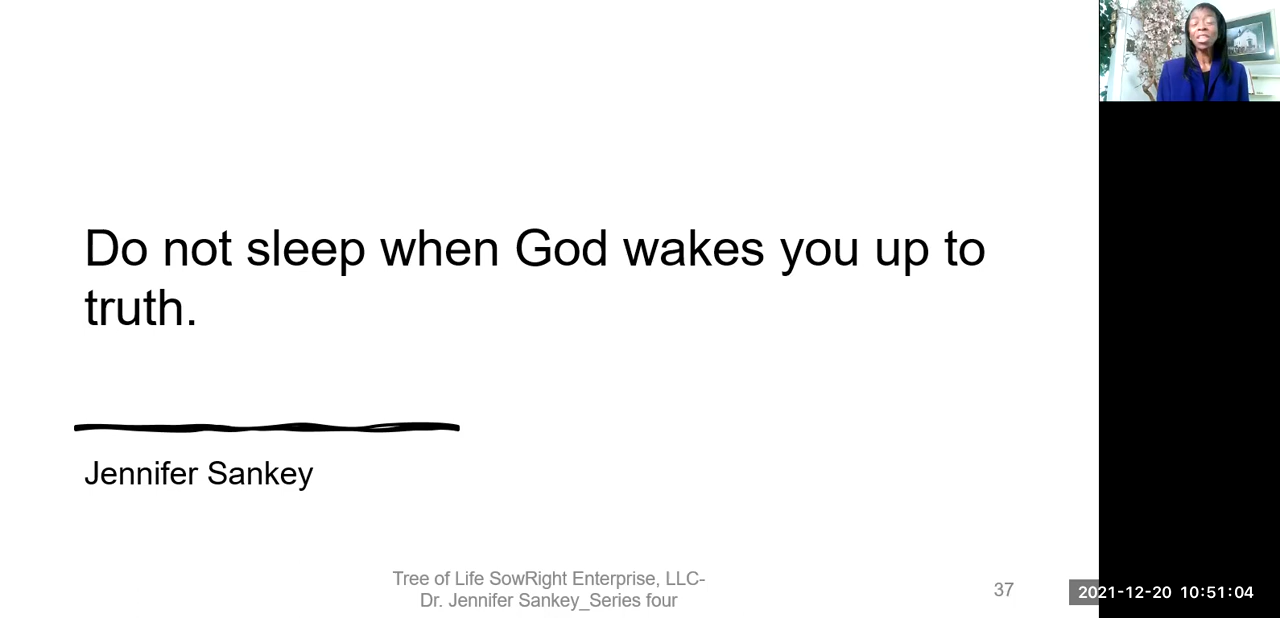 Do not sleep when God wakes you up to
truth.
Jennifer Sankey
Tree of Life SowRight Enterprise, LLC-
Dr. Jennifer Sankey_Series four
37
2021-12-20 10:51:04